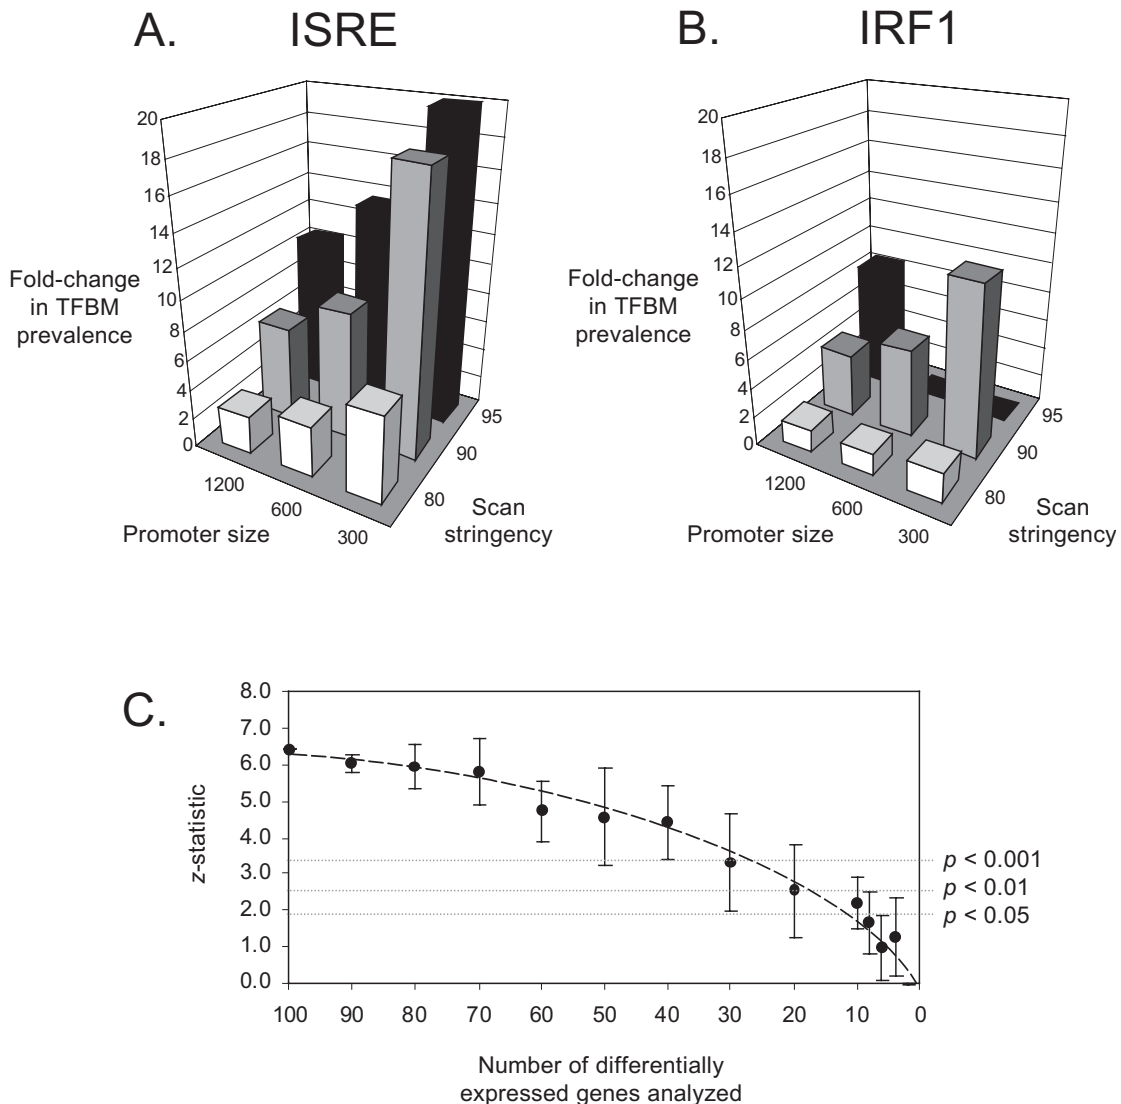 A.
ISRE
20
18
16
14
12
10
8
6
4
2
0
Fold-change
in TFBM
prevalence
1200
600
300
Promoter size
80
90
95
Scan
stringency
B.
IRF1
20
18
16
14
12
10
8
6
4
2
0
Fold-change
in TFBM
prevalence
1200
600
300
Promoter size
80
90
95
Scan
stringency
C.
8.0
7.0
6.0
5.0
4.0
3.0
2.0
1.0
0.0
z-statistic
p < 0.001
p < 0.01
p < 0.05
100 90 80 70 60 50 40 30 20 10 0
Number of differentially
expressed genes analyzed